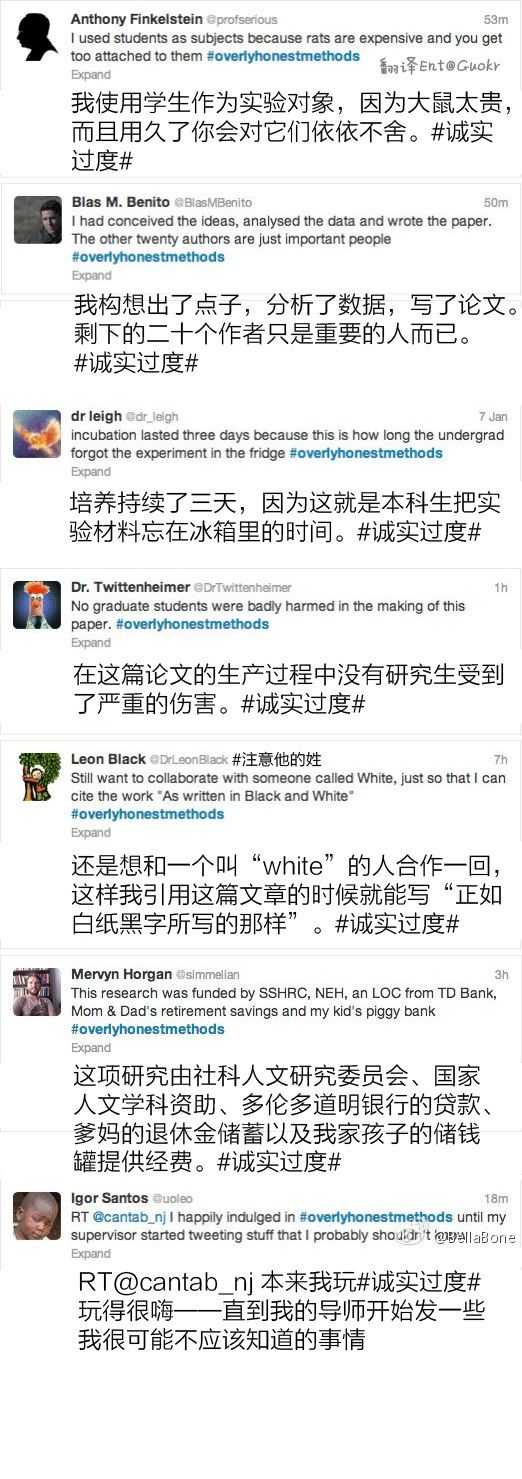 Anthony Finkelstein @profserious 53m
I used students as subjects because rats are expensive and you get
too attached to them #overlyhonestmethods
翻译Ent@Guokr
Expand
我使用学生作为实验对象，因为大鼠太贵，
而且用久了你会对它们依依不舍。#诚实
过度#
Blas M. Benito @BlasMBenito 50m
I had conceived the ideas, analysed the data and wrote the paper.
The other twenty authors are just important people
#overlyhonestmethods
Expand
我构想出了点子，分析了数据，写了论文。
剩下的二十个作者只是重要的人而已。
#诚实过度#
dr leigh @dr_leigh 7 Jan
incubation lasted three days because this is how long the undergrad
forgot the experiment in the fridge #overlyhonestmethods
Expand
培养持续了三天，因为这就是本科生把实
验材料忘在冰箱里的时间。#诚实过度#
Dr. Twittenheimer @DrTwittenheimer 1h
No graduate students were badly harmed in the making of this
paper. #overlyhonestmethods
Expand
在这篇论文的生产过程中没有研究生受到
了严重的伤害。#诚实过度#
Leon Black @DrLeonBlack #注意他的姓 7h
Still want to collaborate with someone called White, just so that I can
cite the work "As written in Black and White"
#overlyhonestmethods
Expand
还是想和一个叫“white”的人合作一回，
这样我引用这篇文章的时候就能写“正如
白纸黑字所写的那样”。#诚实过度#
Mervyn Horgan @simmelian 3h
This research was funded by SSHRC, NEH, an LOC from TD Bank,
Mom & Dad's retirement savings and my kid's piggy bank
#overlyhonestmethods
Expand
这项研究由社科人文研究委员会、国家
人文学科资助、多伦多道明银行的贷款、
爹妈的退休金储蓄以及我家孩子的储钱
罐提供经费。#诚实过度#
Igor Santos @uoleo 18m
RT @cantab_nj I happily indulged in #overlyhonestmethods until my
supervisor started tweeting stuff that I probably shouldn't know
@BellaBone
Expand
RT@cantab_nj 本来我玩#诚实过度#
玩得很嗨——直到我的导师开始发一些
我很可能不应该知道的事情